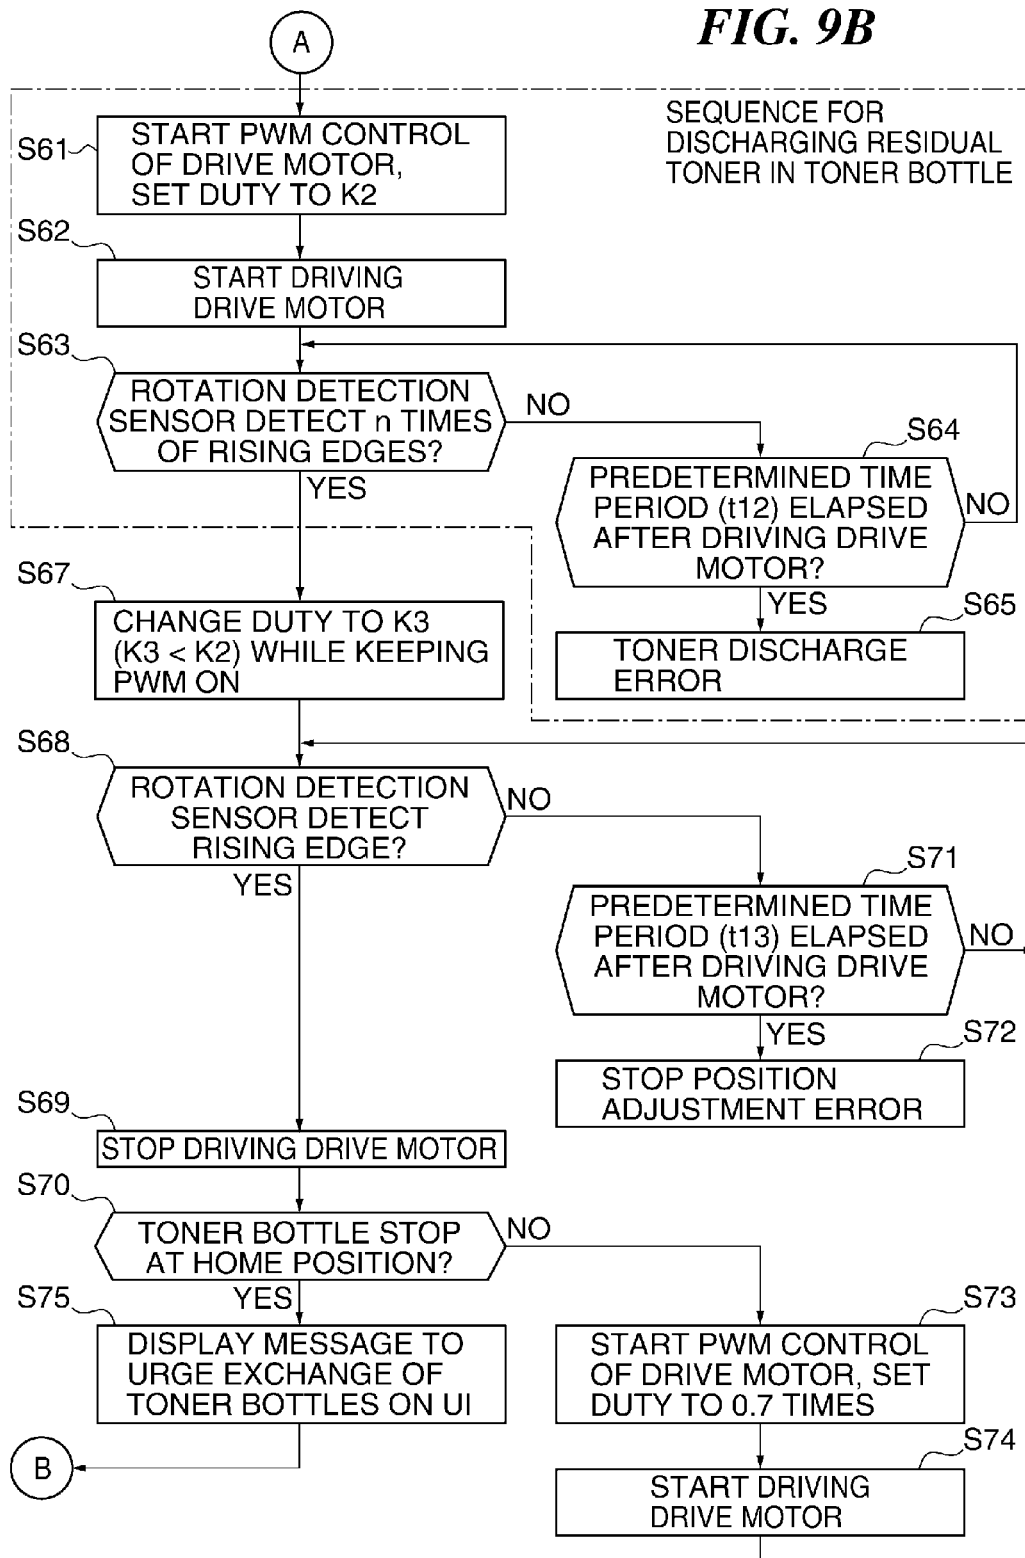 FIG. 9B
A
SEQUENCE FOR
DISCHARGING RESIDUAL
TONER IN TONER BOTTLE
S61
START PWM CONTROL
OF DRIVE MOTOR,
SET DUTY TO K2
S62
START DRIVING
DRIVE MOTOR
S63
ROTATION DETECTION
SENSOR DETECT n TIMES
OF RISING EDGES?
NO
YES
S64
PREDETERMINED TIME
PERIOD (t12) ELAPSED
AFTER DRIVING DRIVE
MOTOR?
NO
YES
S65
TONER DISCHARGE
ERROR
S67
CHANGE DUTY TO K3
(K3 < K2) WHILE KEEPING
PWM ON
S68
ROTATION DETECTION
SENSOR DETECT
RISING EDGE?
NO
YES
S71
PREDETERMINED TIME
PERIOD (t13) ELAPSED
AFTER DRIVING DRIVE
MOTOR?
NO
YES
S72
STOP POSITION
ADJUSTMENT ERROR
S69
STOP DRIVING DRIVE MOTOR
S70
TONER BOTTLE STOP
AT HOME POSITION?
NO
YES
S75
DISPLAY MESSAGE TO
URGE EXCHANGE OF
TONER BOTTLES ON UI
B
S73
START PWM CONTROL
OF DRIVE MOTOR, SET
DUTY TO 0.7 TIMES
S74
START DRIVING
DRIVE MOTOR